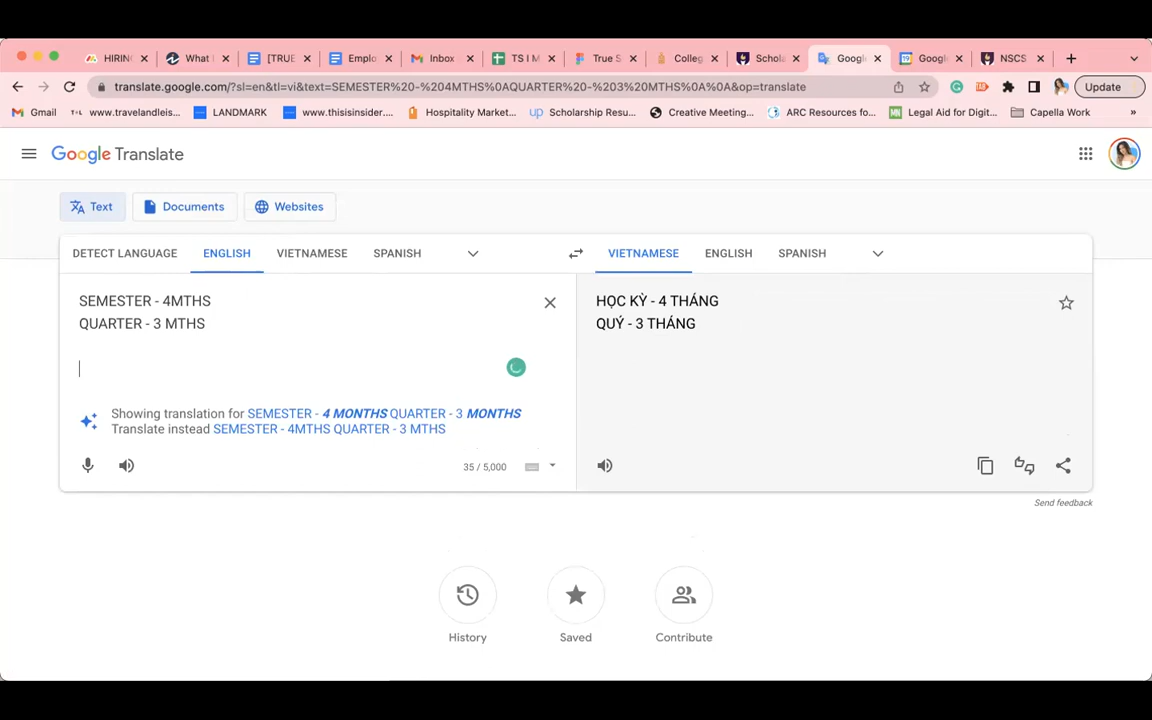 HIRING
What
[TRUE
Emplo
Inbox
TS I M
True S
Colleg
Schola
Googl
Googl
NSCS
translate.google.com/?sl=en&tl=vi&text=SEMESTER%20-%204MTHS%0AQUARTER%20-%203%20MTHS%0A%0A&op=translate
Update
Gmail
www.travelandleis...
LANDMARK
www.thisisinsider....
Hospitality Market...
up Scholarship Resu...
Creative Meeting...
ARC Resources fo...
Legal Aid for Digit...
Capella Work
»
Google Translate
Text
Documents
Websites
DETECT LANGUAGE
ENGLISH
VIETNAMESE
SPANISH
VIETNAMESE
ENGLISH
SPANISH
SEMESTER - 4MTHS
QUARTER - 3 MTHS
HỌC KỲ - 4 THÁNG
QUÝ - 3 THÁNG
Showing translation for SEMESTER - 4 MONTHS QUARTER - 3 MONTHS
Translate instead SEMESTER - 4MTHS QUARTER - 3 MTHS
35 / 5,000
Send feedback
History
Saved
Contribute